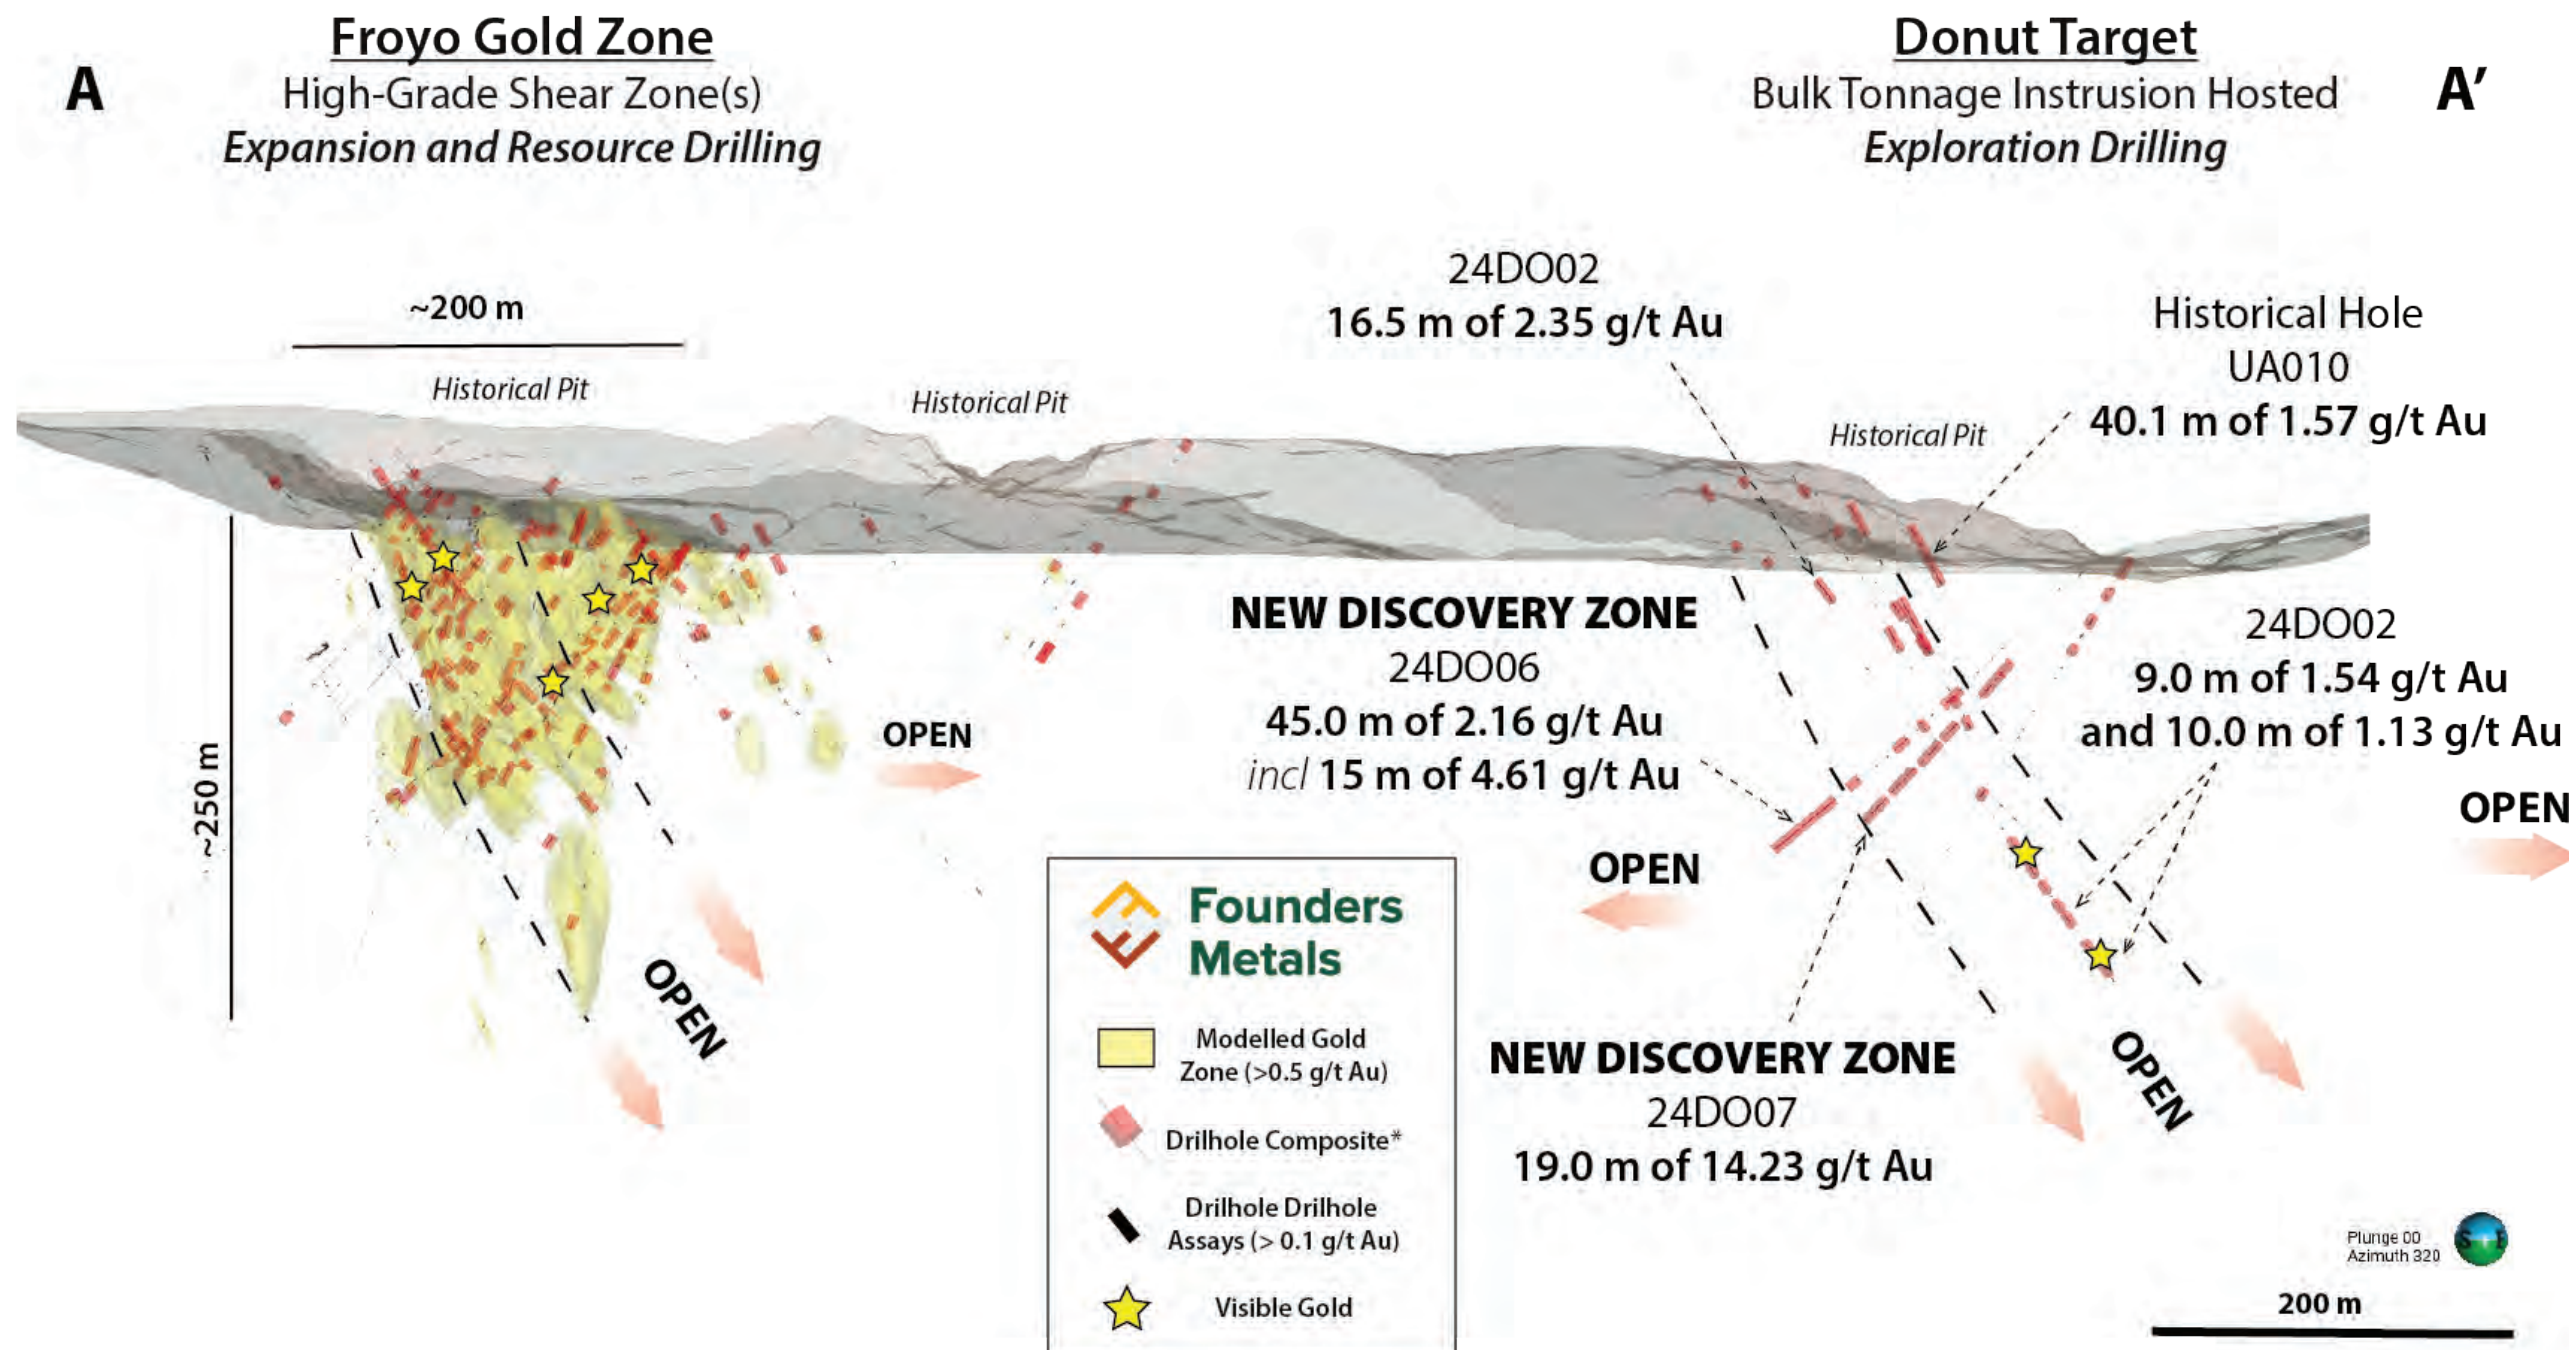 A
Froyo Gold Zone
High-Grade Shear Zone(s)
Expansion and Resource Drilling
Donut Target
Bulk Tonnage Instrusion Hosted
Exploration Drilling
A'
~200 m
Historical Pit
Historical Pit
24DO02
16.5 m of 2.35 g/t Au
Historical Pit
Historical Hole
UA010
40.1 m of 1.57 g/t Au
~250 m
OPEN
OPEN
NEW DISCOVERY ZONE
24DO06
45.0 m of 2.16 g/t Au
incl 15 m of 4.61 g/t Au
24DO02
9.0 m of 1.54 g/t Au
and 10.0 m of 1.13 g/t Au
OPEN
OPEN
OPEN
NEW DISCOVERY ZONE
24DO07
19.0 m of 14.23 g/t Au
Founders
Metals
Modelled Gold
Zone (>0.5 g/t Au)
Drilhole Composite*
Drilhole Drilhole
Assays (> 0.1 g/t Au)
Visible Gold
Plunge 00
Azimuth 320
S E
200 m